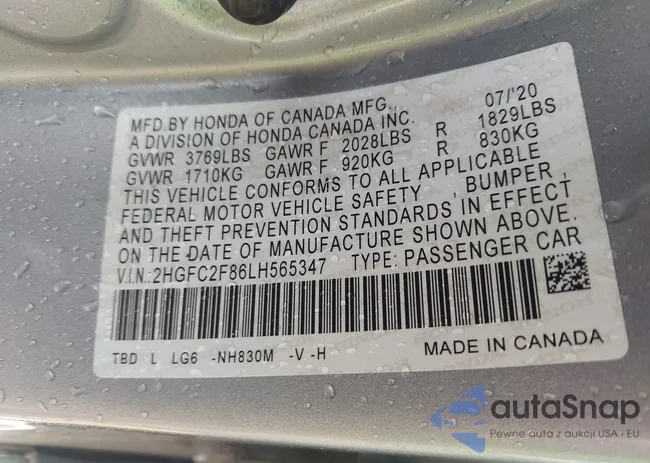 MFD.BY HONDA OF CANADA MFG., 07/'20
A DIVISION OF HONDA CANADA INC.
GVWR 3769LBS GAWR F 2028LBS R 1829LBS
GVWR 1710KG GAWR F 920KG R 830KG
THIS VEHICLE CONFORMS TO ALL APPLICABLE
FEDERAL MOTOR VEHICLE SAFETY , BUMPER ,
AND THEFT PREVENTION STANDARDS IN EFFECT
ON THE DATE OF MANUFACTURE SHOWN ABOVE.
V.I.N.:2HGFC2F86LH565347 TYPE: PASSENGER CAR
TBD L LG6 -NH830M -V -H MADE IN CANADA
autaSnap
Pewne auta z aukcji USA i EU